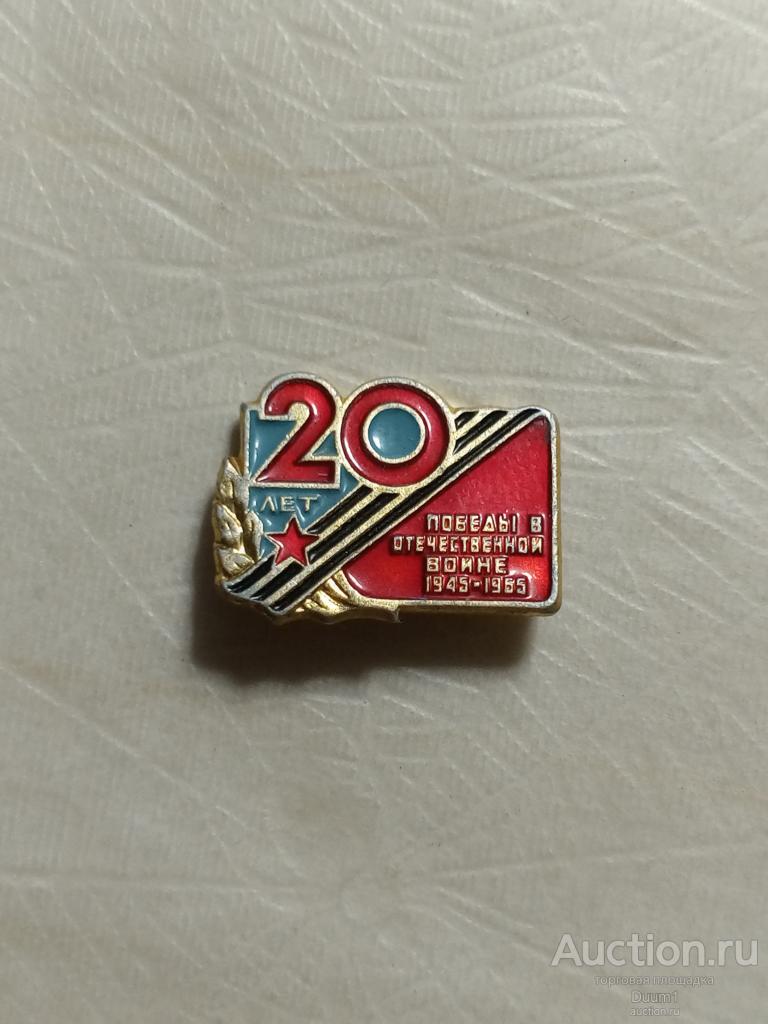 20
ЛЕТ
ПОБЕДЫ В
ОТЕЧЕСТВЕННОЙ
ВОЙНЕ
1945-1965
Auction.ru
торговая площадка
Duum1
auction.ru